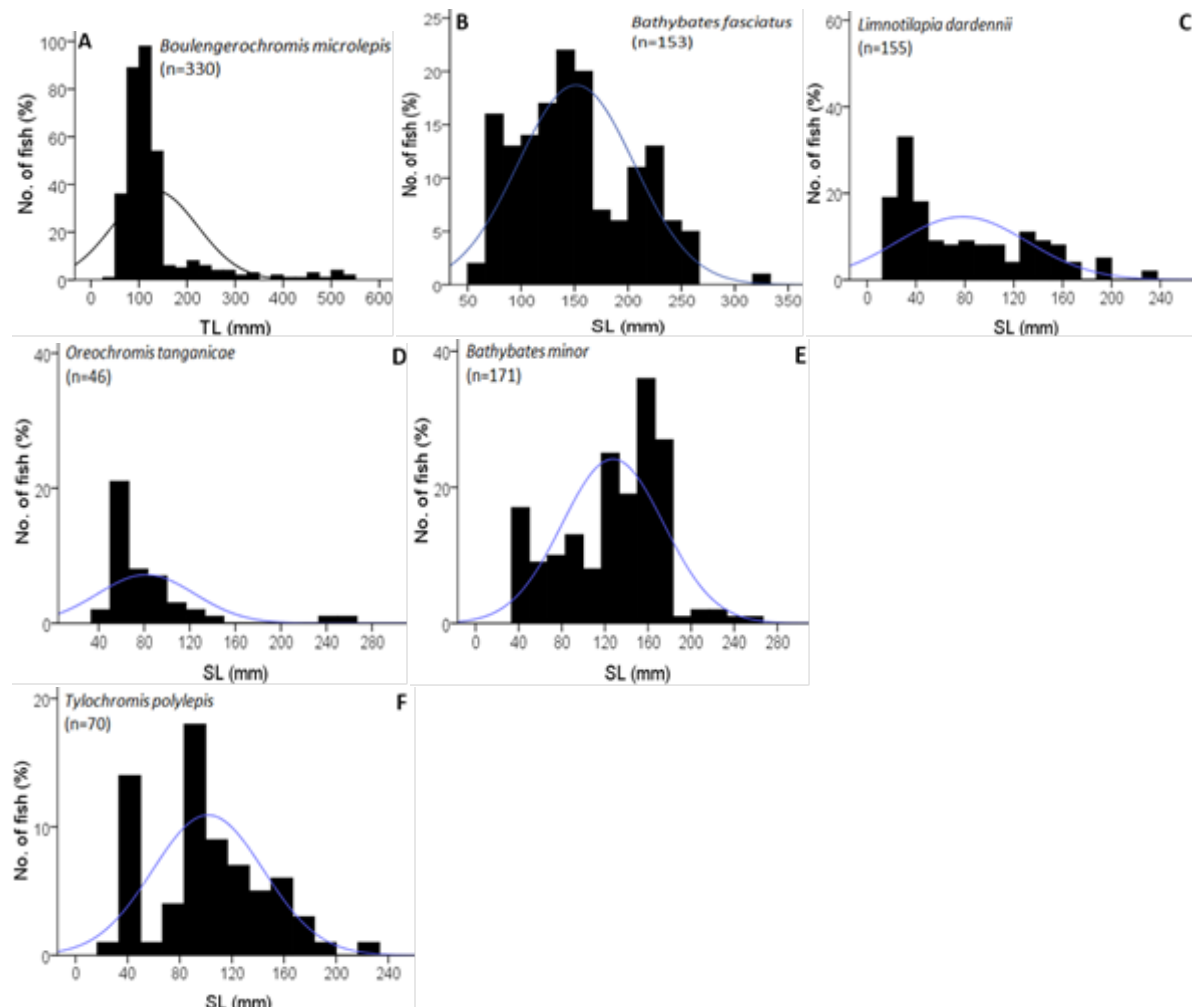 A
Boulengerochromis microlepis
(n=330)
No. of fish (%)
100
80
60
40
20
0
0 100 200 300 400 500 600
TL (mm)
B
Bathybates fasciatus
(n=153)
No. of fish (%)
25
20
15
10
5
0
50 100 150 200 250 300 350
SL (mm)
Limnotilapia dardennii
C
(n=155)
No. of fish (%)
60
40
20
0
0 40 80 120 160 200 240
SL (mm)
Oreochromis tanganicae
D
(n=46)
No. of fish (%)
40
20
0
40 80 120 160 200 240 280
SL (mm)
Bathybates minor
E
(n=171)
No. of fish (%)
40
20
0
0 40 80 120 160 200 240 280
SL (mm)
Tylochromis polylepis
F
(n=70)
No. of fish (%)
20
10
0
0 40 80 120 160 200 240
SL (mm)